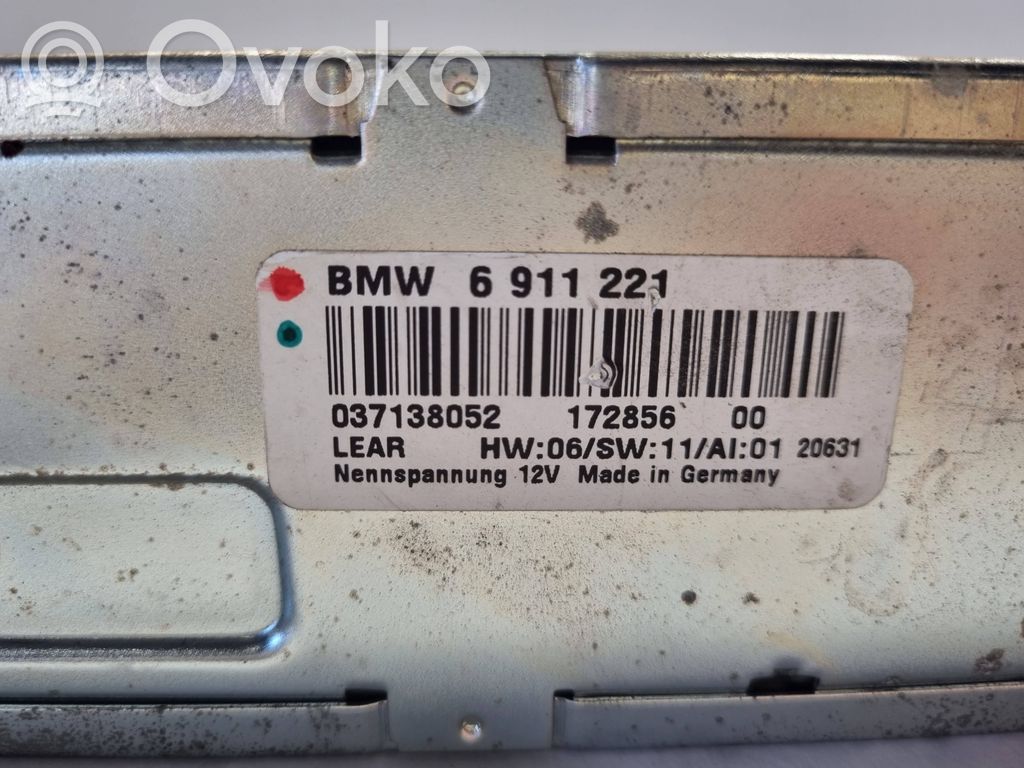 Ovoko
BMW 6 911 221
037138052 172856 00
LEAR HW:06/SW:11/AI:01 20631
Nennspannung 12V Made in Germany